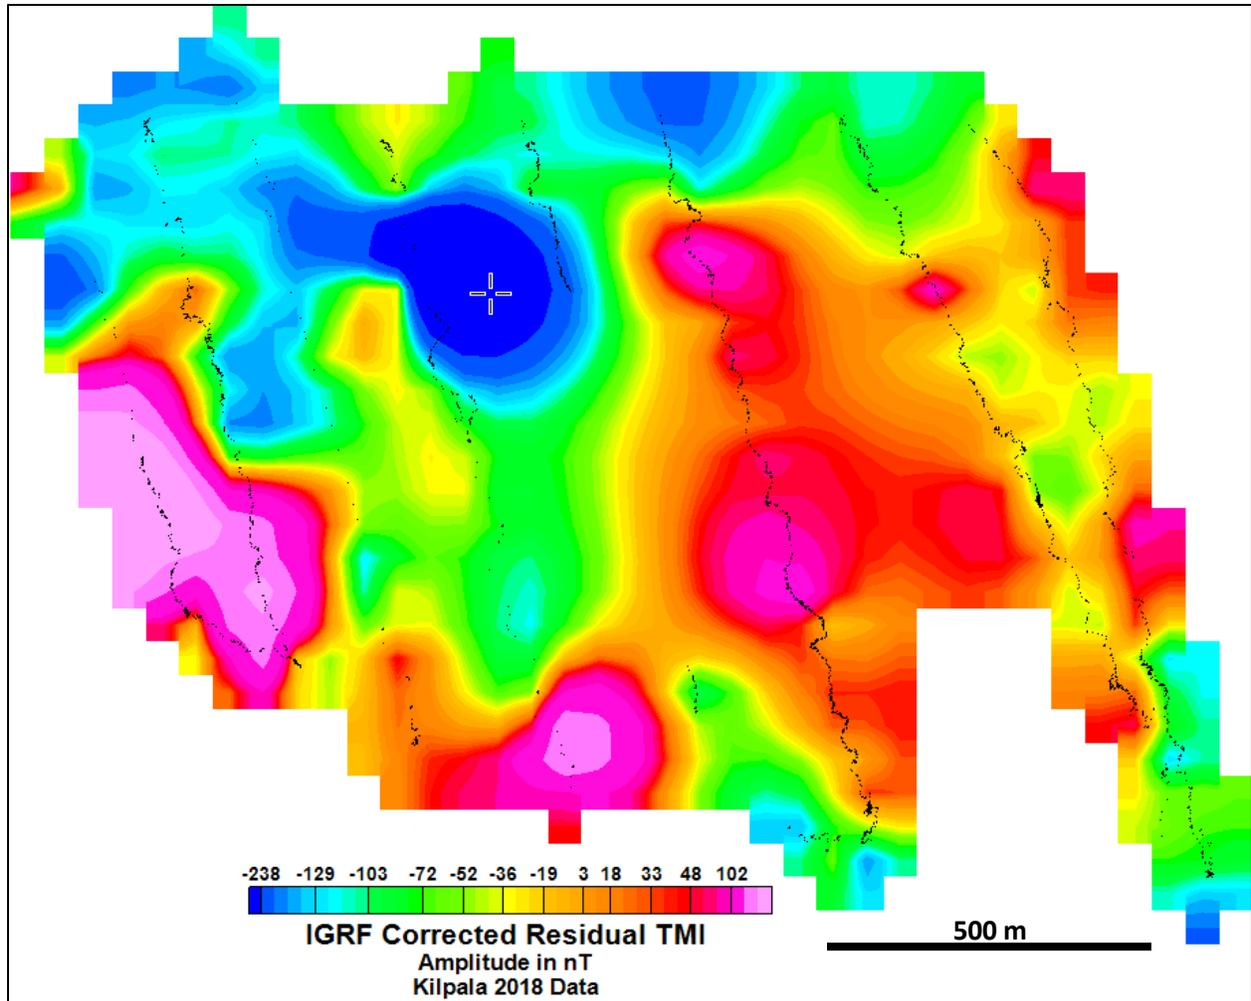 -238 -129 -103 -72 -52 -36 -19 3 18 33 48 102
IGRF Corrected Residual TMI
Amplitude in nT
Kilpala 2018 Data
500 m